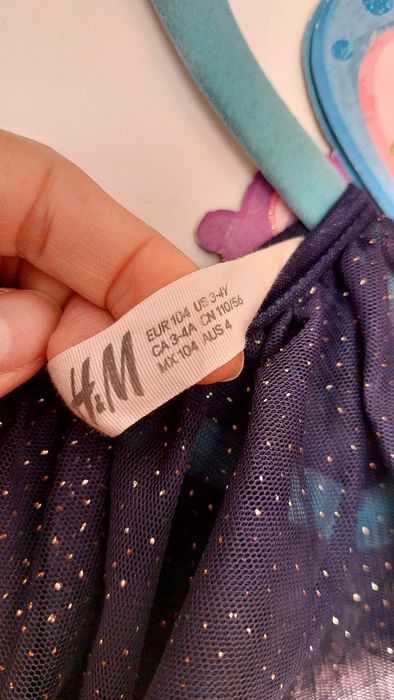 H&M
EUR 104 US 3-4Y
CA 3-4A CN 110/56
MX 104 AUS 4